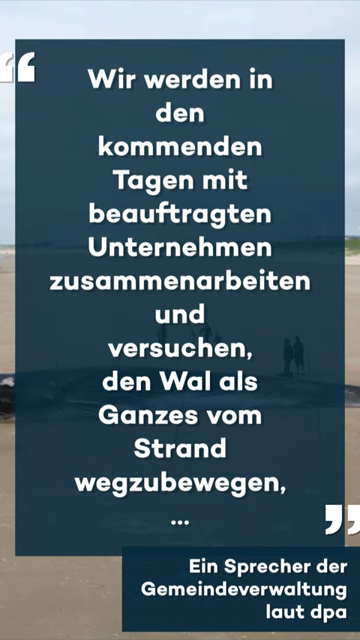 “
Wir werden in
den
kommenden
Tagen mit
beauftragten
Unternehmen
zusammenarbeiten
und
versuchen,
den Wal als
Ganzes vom
Strand
wegzubewegen,
...
”
Ein Sprecher der
Gemeindeverwaltung
laut dpa